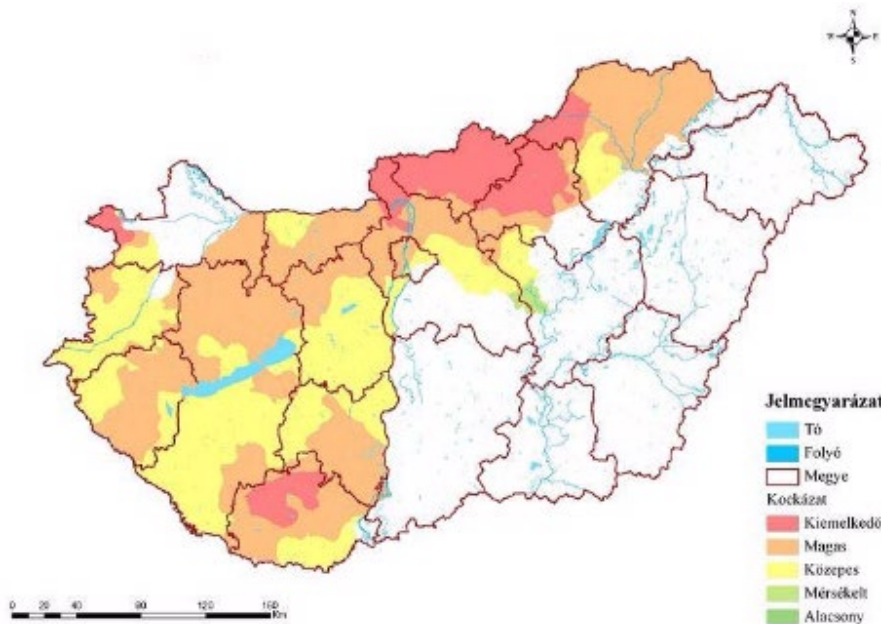 N
W
E
S
Jelmegyarázat
Tó
Folyó
Megye
Kockázat
Kiemelkedő
Magas
Közepes
Mérsékelt
Alacsony
0 20 40 80 120 160
Km